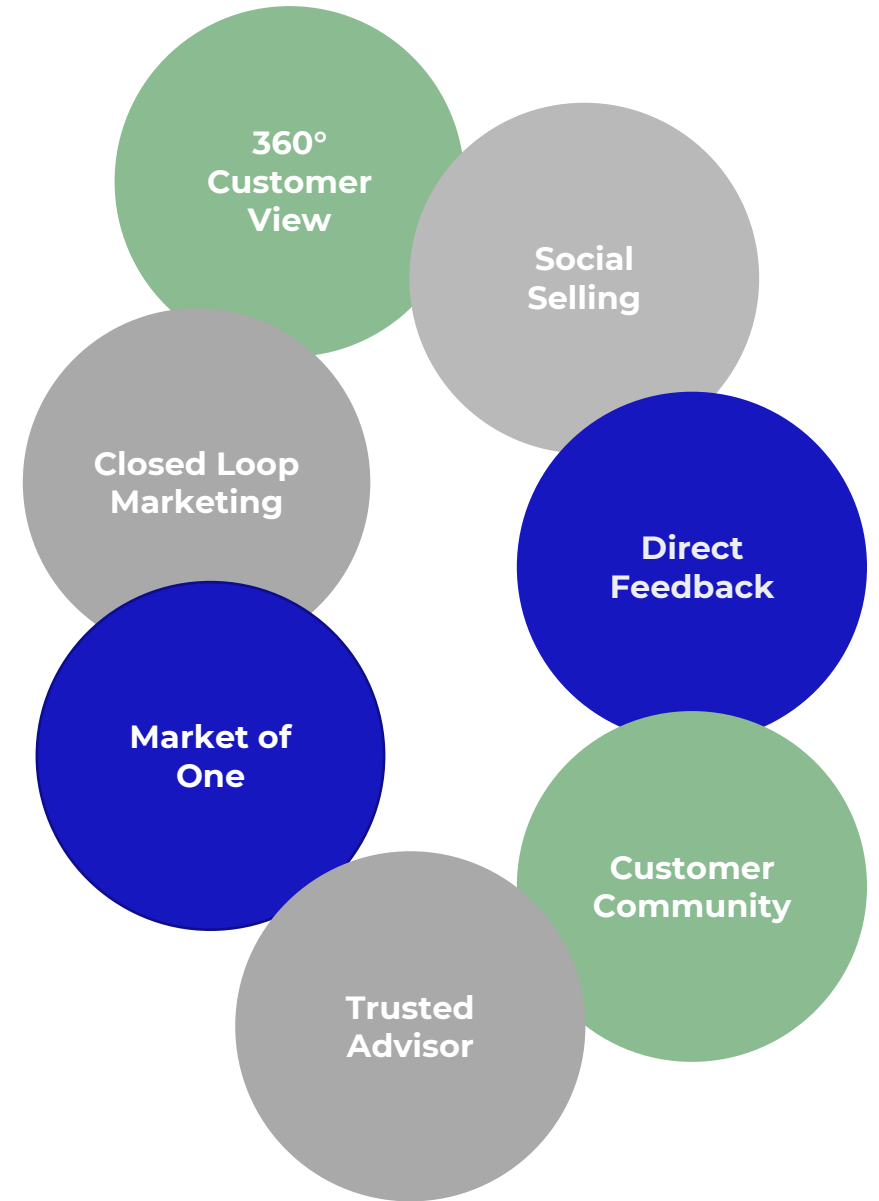 360°
Customer
View
Social
Selling
Closed Loop
Marketing
Direct
Feedback
Market of
One
Customer
Community
Trusted
Advisor